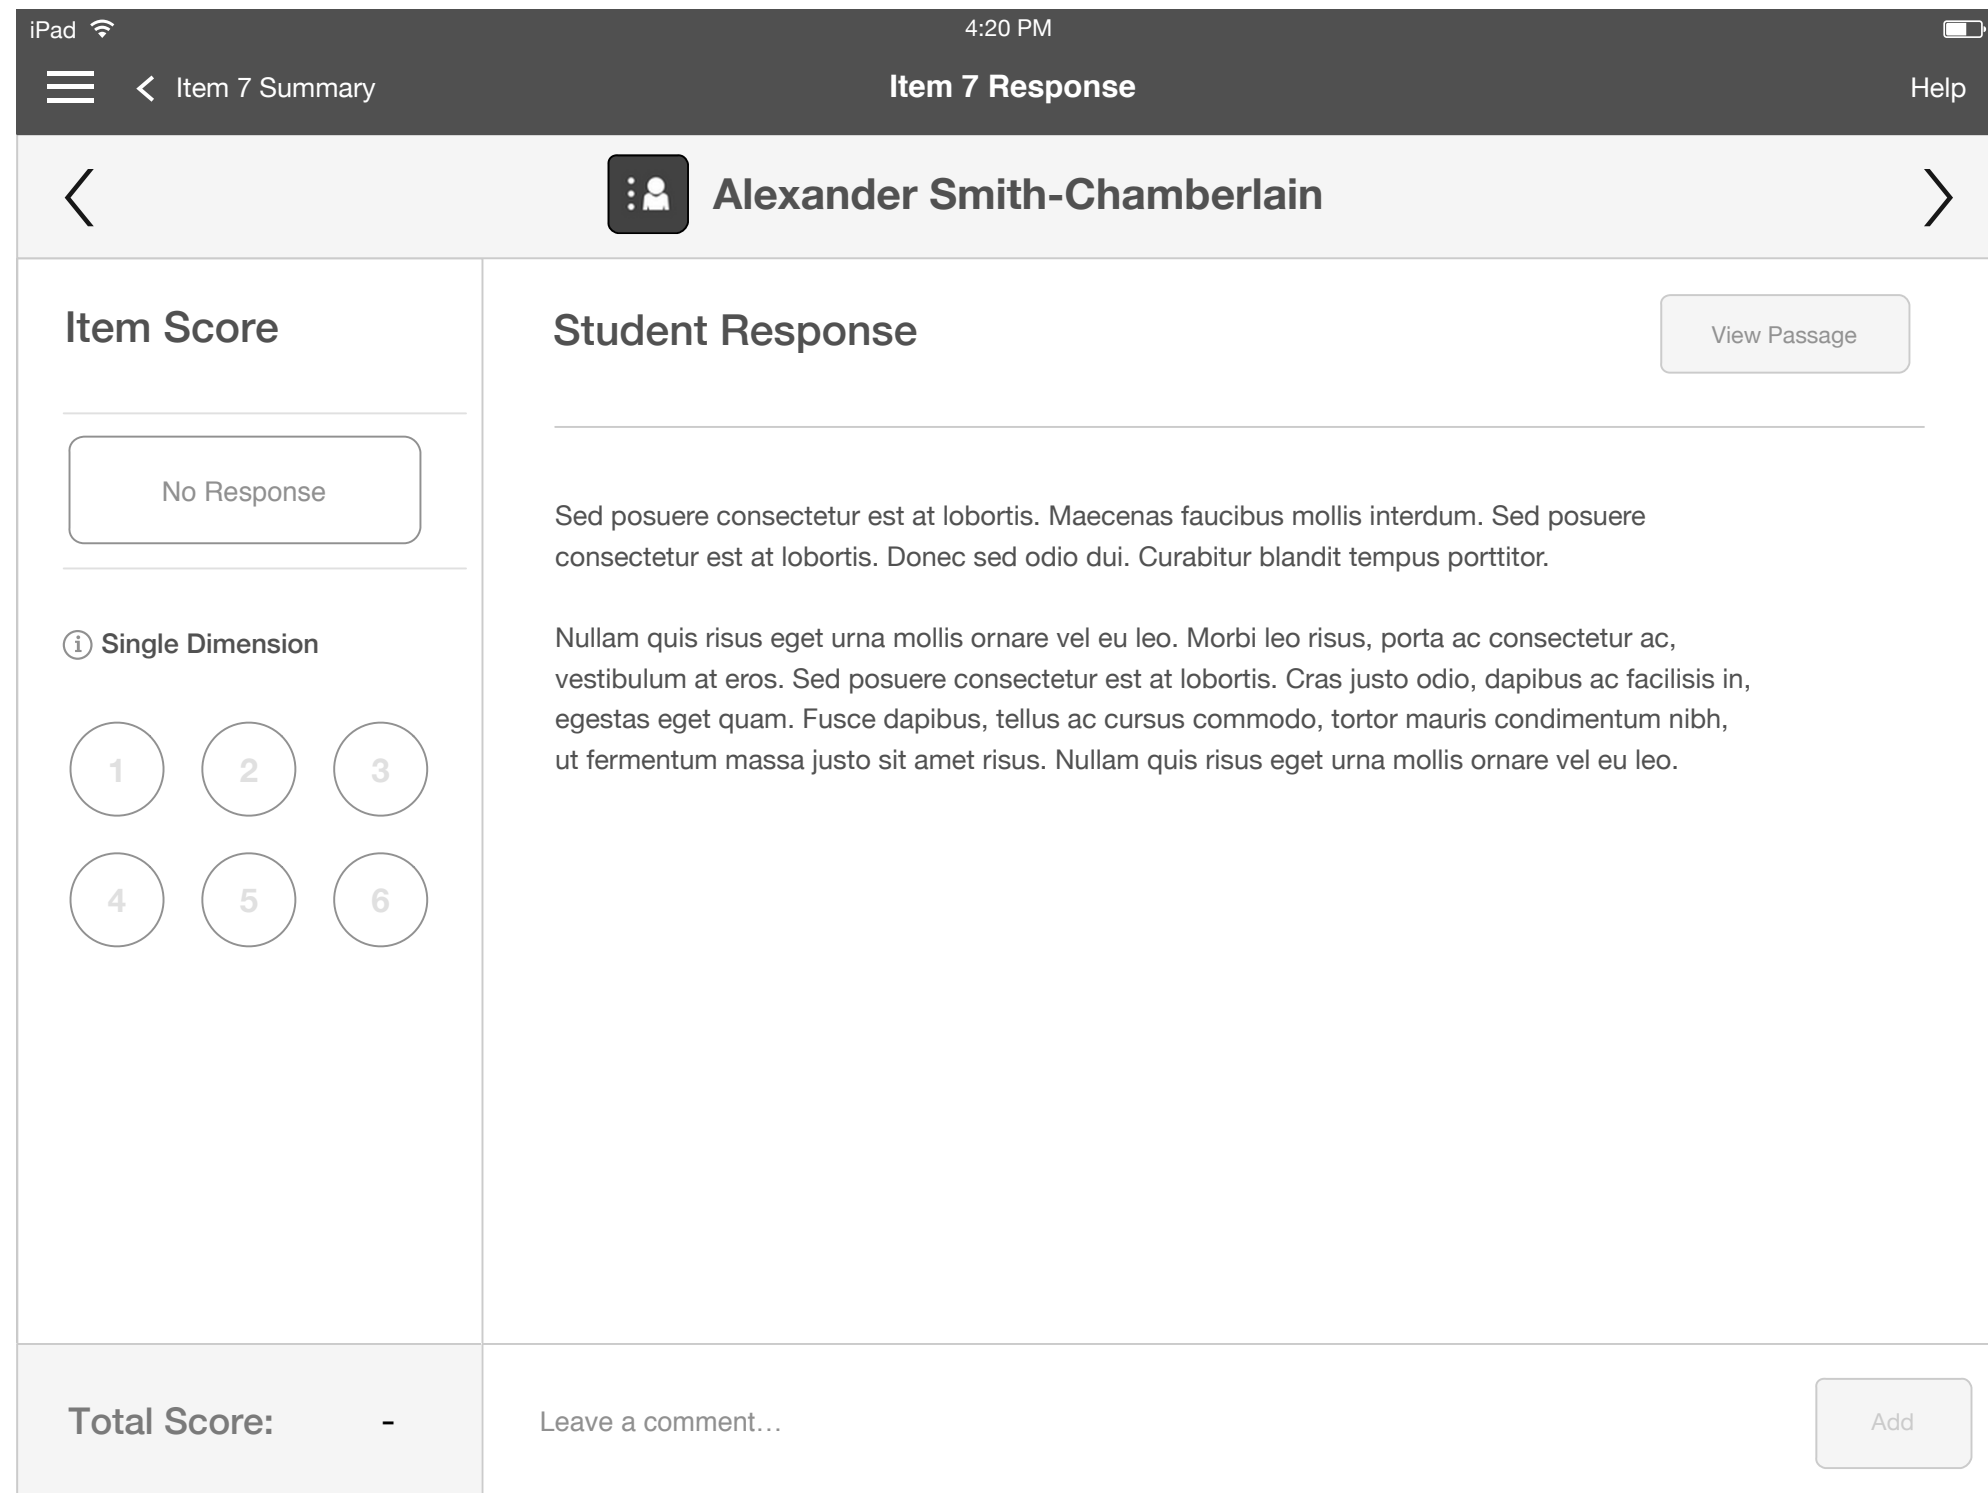 iPad
4:20 PM
Item 7 Summary
Item 7 Response
Help
Alexander Smith-Chamberlain
Item Score
Student Response
View Passage
No Response
Sed posuere consectetur est at lobortis. Maecenas faucibus mollis interdum. Sed posuere
consectetur est at lobortis. Donec sed odio dui. Curabitur blandit tempus porttitor.
Nullam quis risus eget urna mollis ornare vel eu leo. Morbi leo risus, porta ac consectetur ac,
vestibulum at eros. Sed posuere consectetur est at lobortis. Cras justo odio, dapibus ac facilisis in,
egestas eget quam. Fusce dapibus, tellus ac cursus commodo, tortor mauris condimentum nibh,
ut fermentum massa justo sit amet risus. Nullam quis risus eget urna mollis ornare vel eu leo.
Single Dimension
1 2 3
4 5 6
Total Score: -
Leave a comment…
Add